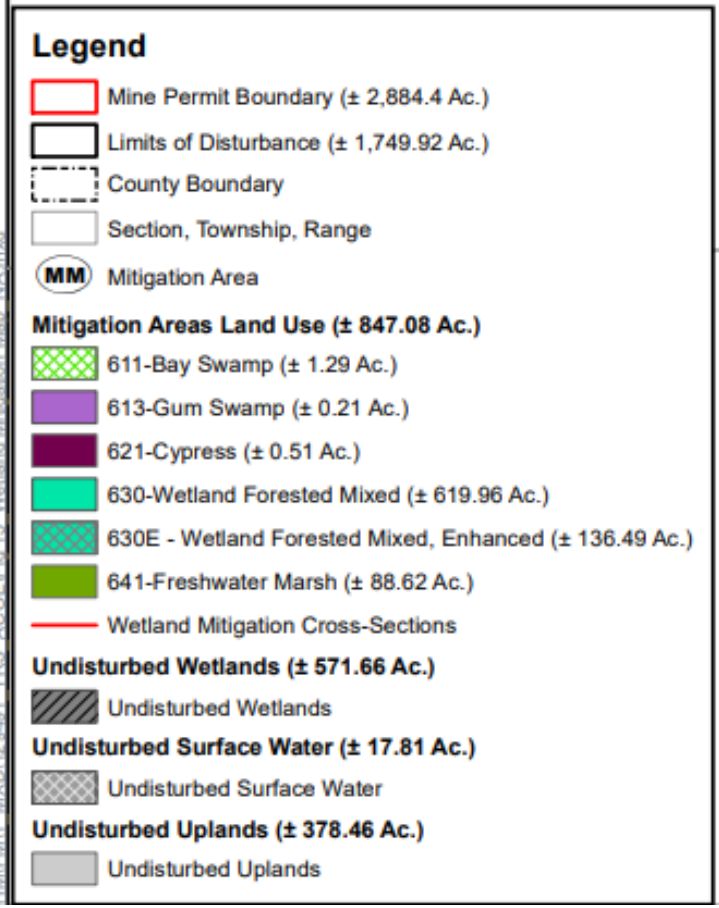 Legend
Mine Permit Boundary (± 2,884.4 Ac.)
Limits of Disturbance (± 1,749.92 Ac.)
County Boundary
Section, Township, Range
MM Mitigation Area
Mitigation Areas Land Use (± 847.08 Ac.)
611-Bay Swamp (± 1.29 Ac.)
613-Gum Swamp (± 0.21 Ac.)
621-Cypress (± 0.51 Ac.)
630-Wetland Forested Mixed (± 619.96 Ac.)
630E - Wetland Forested Mixed, Enhanced (± 136.49 Ac.)
641-Freshwater Marsh (± 88.62 Ac.)
Wetland Mitigation Cross-Sections
Undisturbed Wetlands (± 571.66 Ac.)
Undisturbed Wetlands
Undisturbed Surface Water (± 17.81 Ac.)
Undisturbed Surface Water
Undisturbed Uplands (± 378.46 Ac.)
Undisturbed Uplands